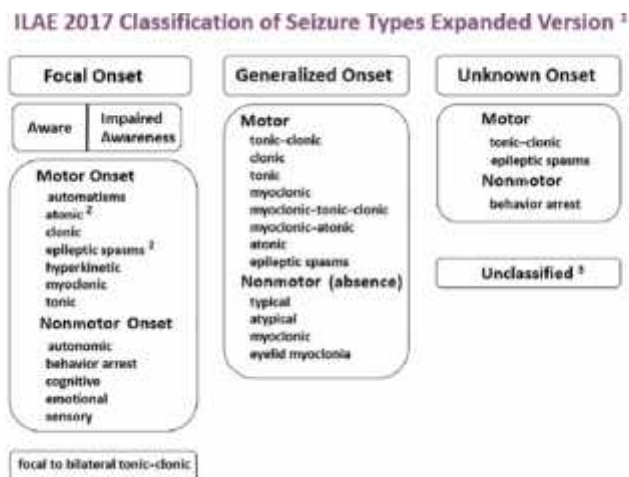 ILAE 2017 Classification of Seizure Types Expanded Version ¹
Focal Onset
Aware
Impaired
Awareness
Motor Onset
automatisms
atonic ²
clonic
epileptic spasms ²
hyperkinetic
myoclonic
tonic
Nonmotor Onset
autonomic
behavior arrest
cognitive
emotional
sensory
focal to bilateral tonic-clonic
Generalized Onset
Motor
tonic-clonic
clonic
tonic
myoclonic
myoclonic-tonic-clonic
myoclonic-atonic
atonic
epileptic spasms
Nonmotor (absence)
typical
atypical
myoclonic
eyelid myoclonia
Unknown Onset
Motor
tonic-clonic
epileptic spasms
Nonmotor
behavior arrest
Unclassified ³